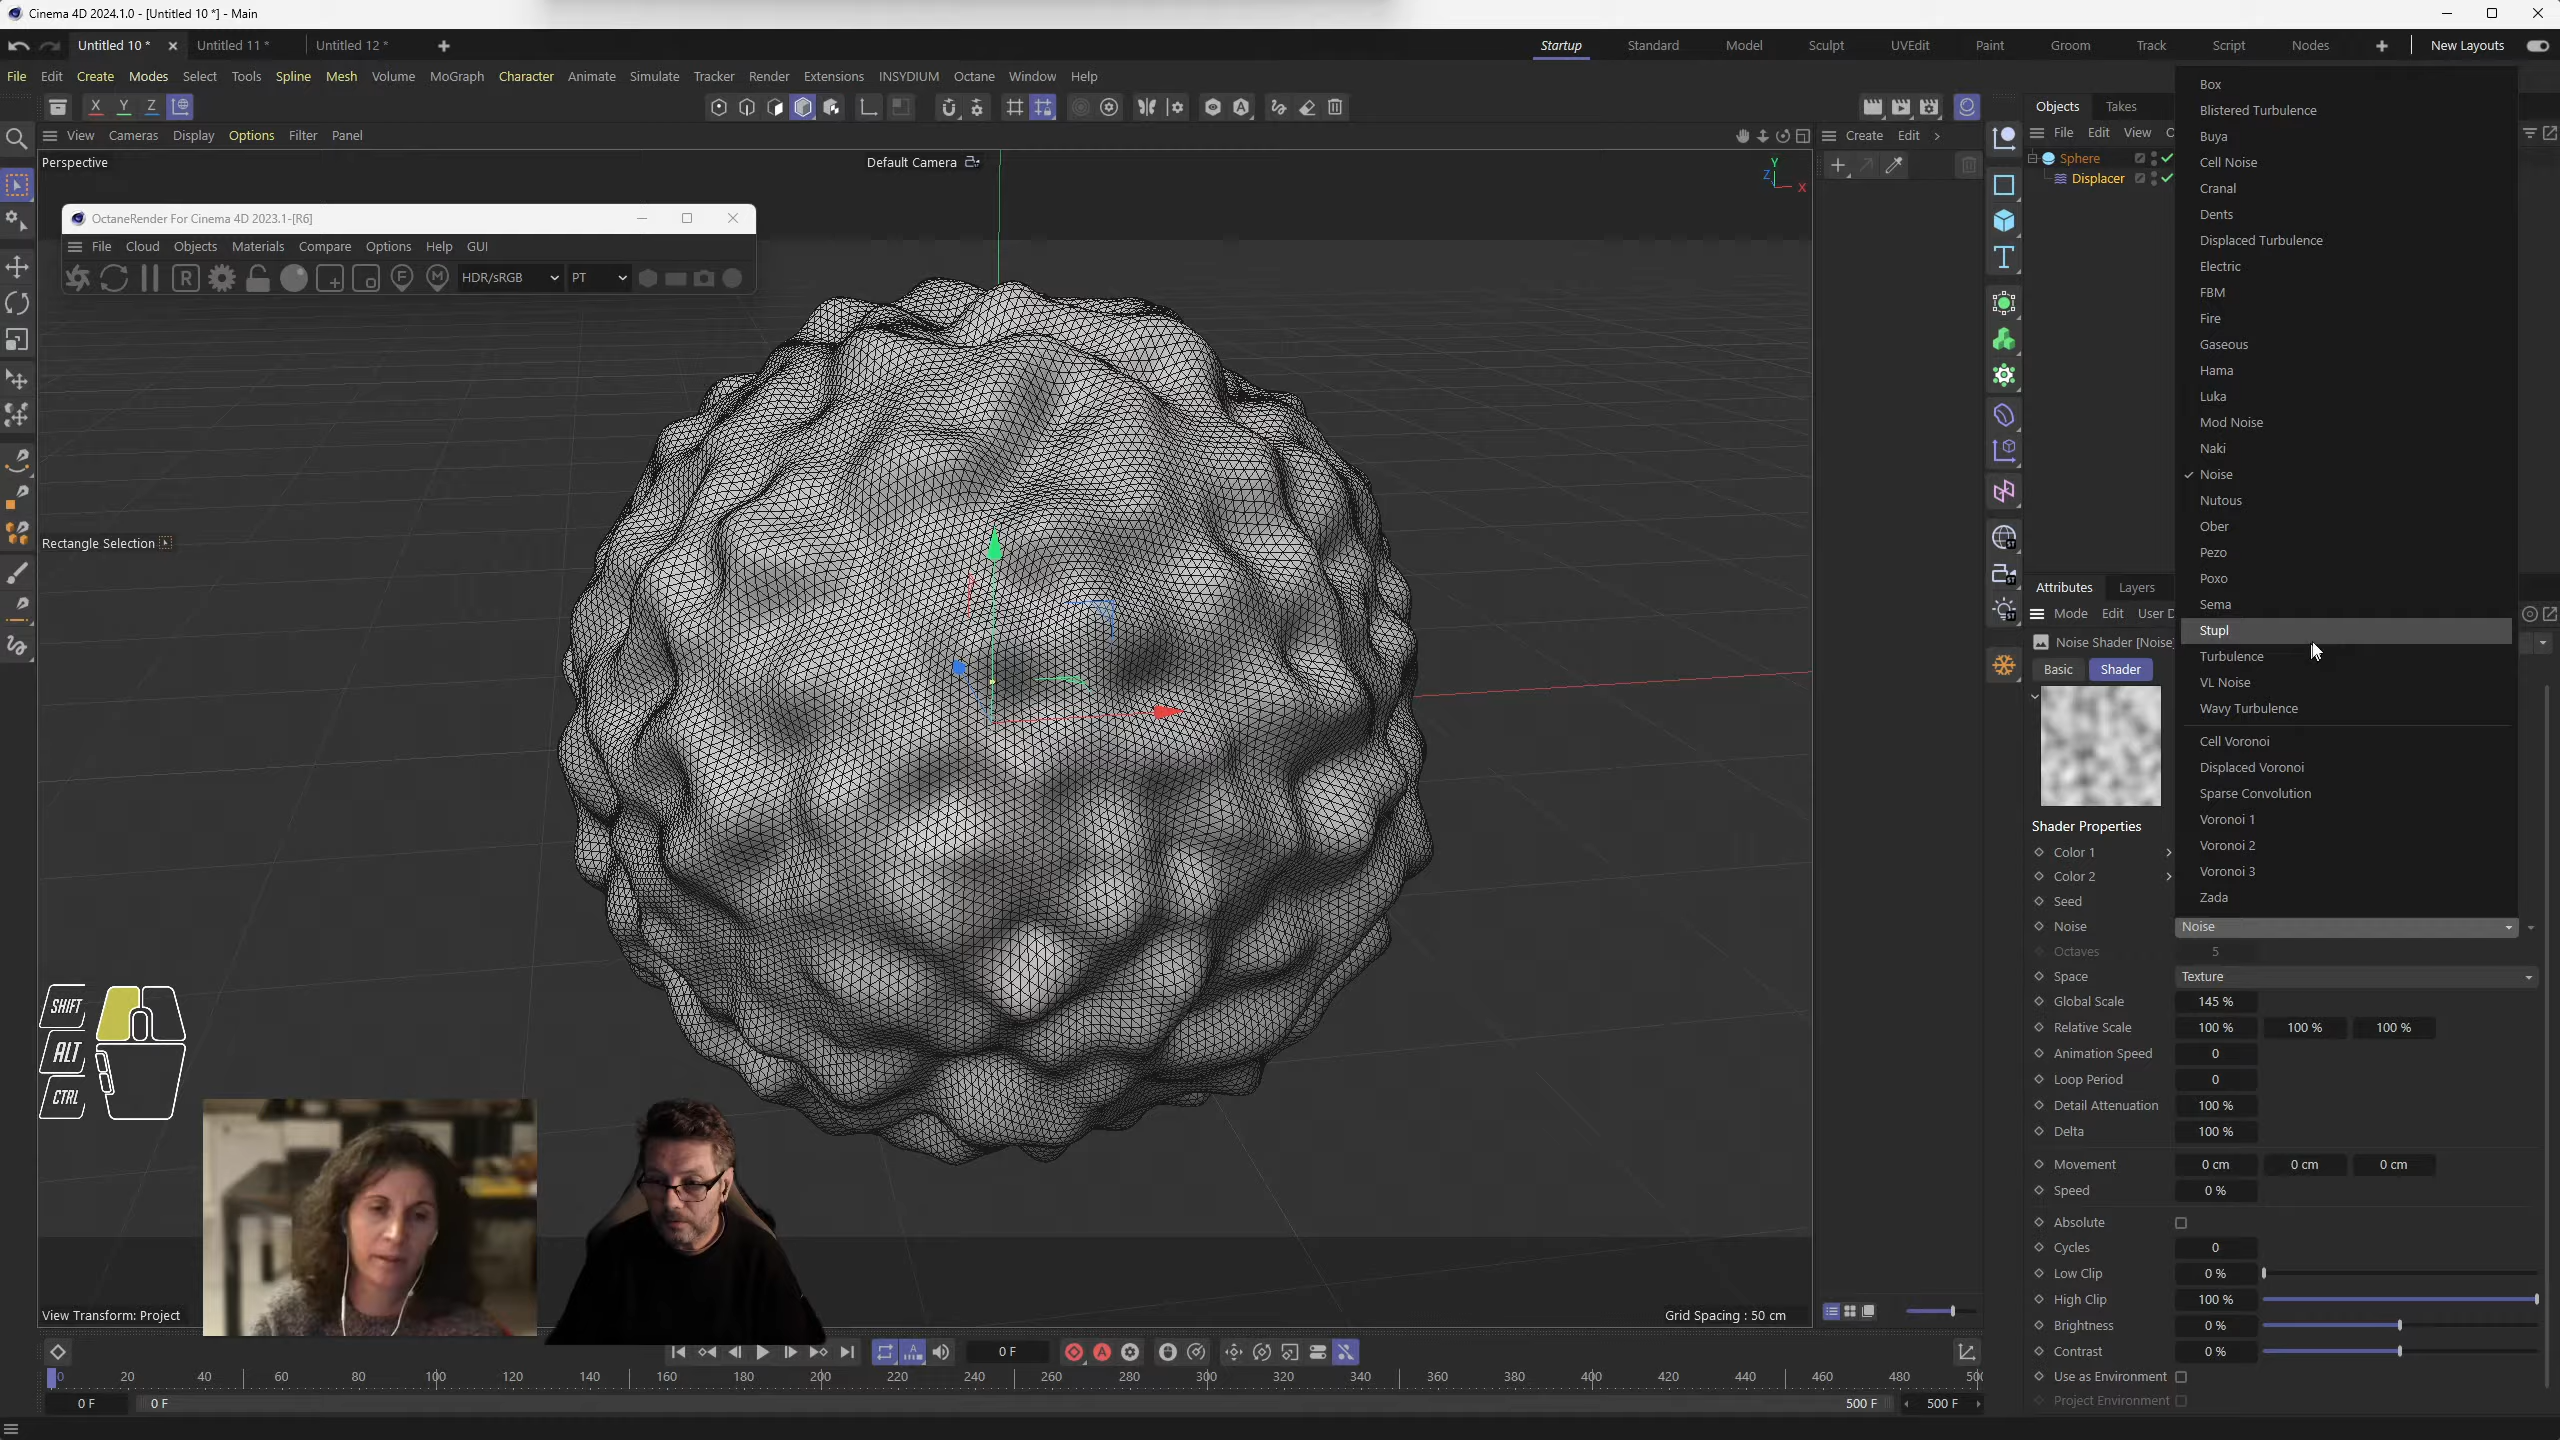 Cinema 4D 2024.1.0 - [Untitled 10 *] - Main
Untitled 10 *
Untitled 11 *
Untitled 12 *
Startup Standard Model Sculpt UVEdit Paint Groom Track Script Nodes New Layouts
File Edit Create Modes Select Tools Spline Mesh Volume MoGraph Character Animate Simulate Tracker Render Extensions INSYDIUM Octane Window Help
X Y Z
View Cameras Display Options Filter Panel
Create Edit
Perspective
Default Camera
Y
Z
X
OctaneRender For Cinema 4D 2023.1-[R6]
File Cloud Objects Materials Compare Options Help GUI
HDR/sRGB
PT
Rectangle Selection
SHIFT
ALT
CTRL
View Transform: Project
Grid Spacing : 50 cm
Objects Takes
File Edit View
Sphere
Displacer
Box
Blistered Turbulence
Buya
Cell Noise
Cranal
Dents
Displaced Turbulence
Electric
FBM
Fire
Gaseous
Hama
Luka
Mod Noise
Naki
Noise
Nutous
Ober
Pezo
Poxo
Sema
Stupl
Turbulence
VL Noise
Wavy Turbulence
Cell Voronoi
Displaced Voronoi
Sparse Convolution
Voronoi 1
Voronoi 2
Voronoi 3
Zada
Attributes Layers
Mode Edit User D
Noise Shader [Noise]
Basic Shader
Shader Properties
Color 1
Color 2
Seed
Noise Noise
Octaves 5
Space Texture
Global Scale 145 %
Relative Scale 100 % 100 % 100 %
Animation Speed 0
Loop Period 0
Detail Attenuation 100 %
Delta 100 %
Movement 0 cm 0 cm 0 cm
Speed 0 %
Absolute
Cycles 0
Low Clip 0 %
High Clip 100 %
Brightness 0 %
Contrast 0 %
Use as Environment
Project Environment
0 F
0 20 40 60 80 100 120 140 160 180 200 220 240 260 280 300 320 340 360 380 400 420 440 460 480
0 F 0 F 500 F 500 F